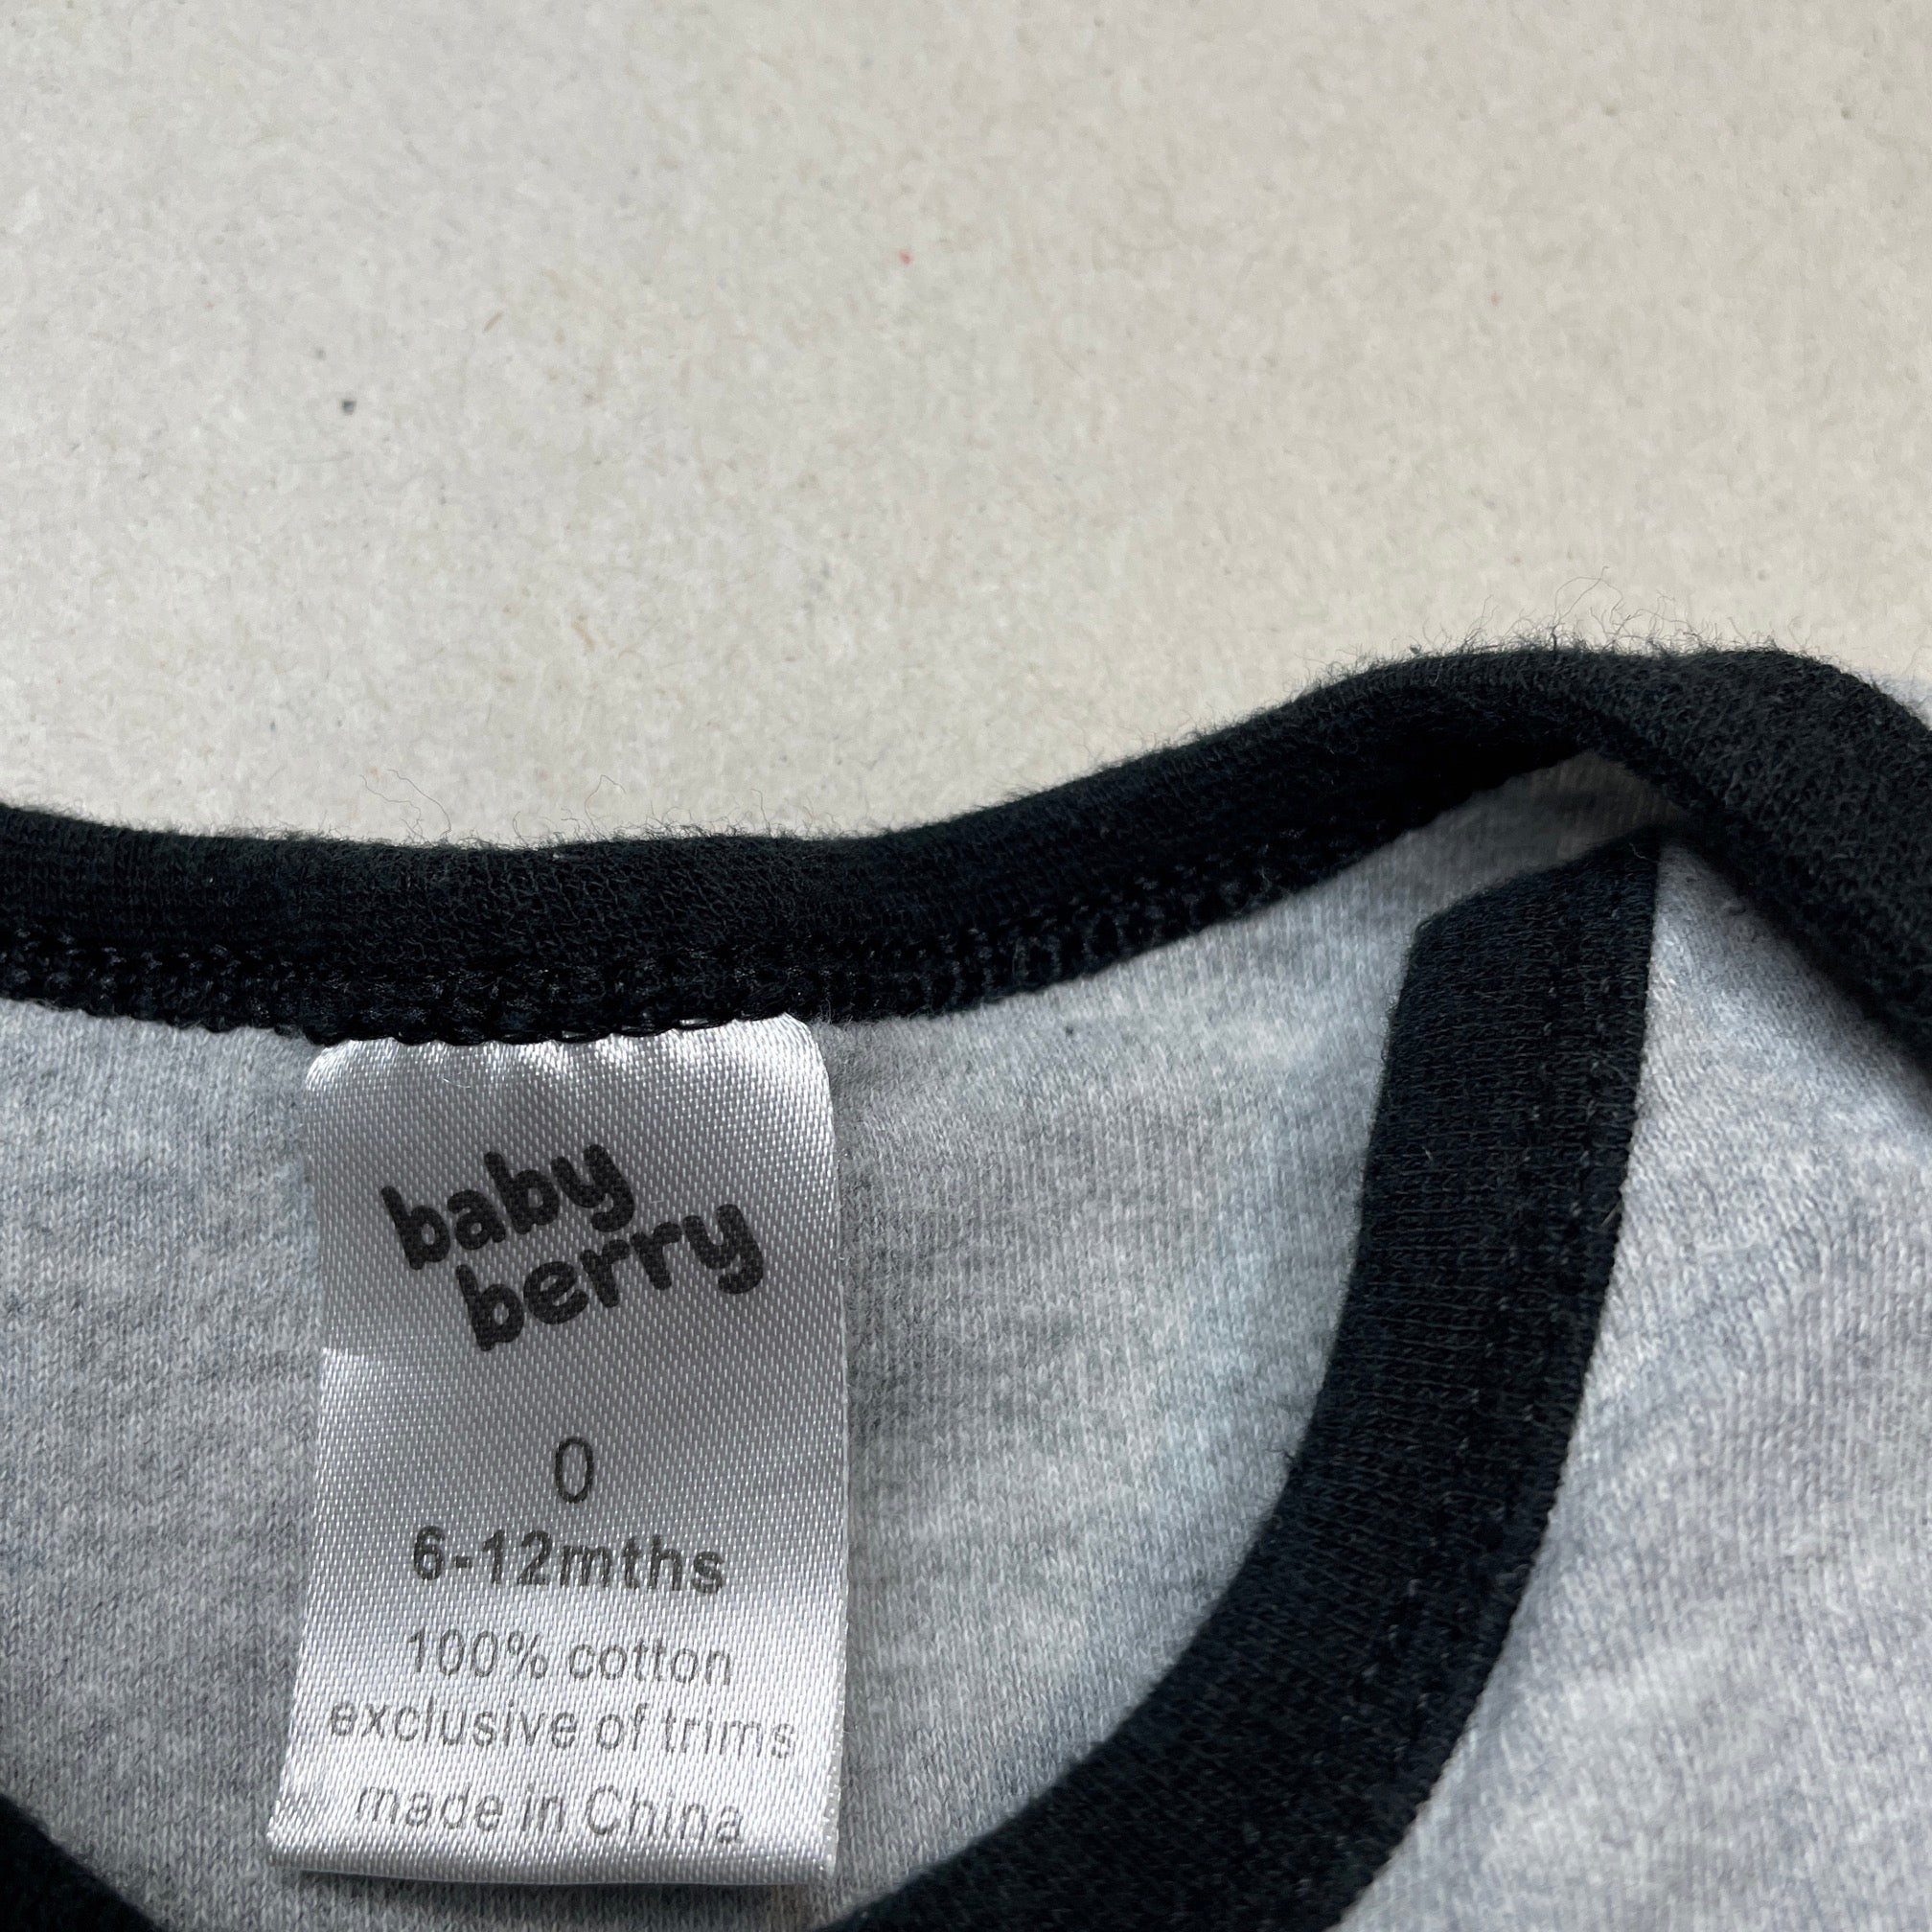 baby
berry
0
6-12mths
100% cotton
exclusive of trims
made in China